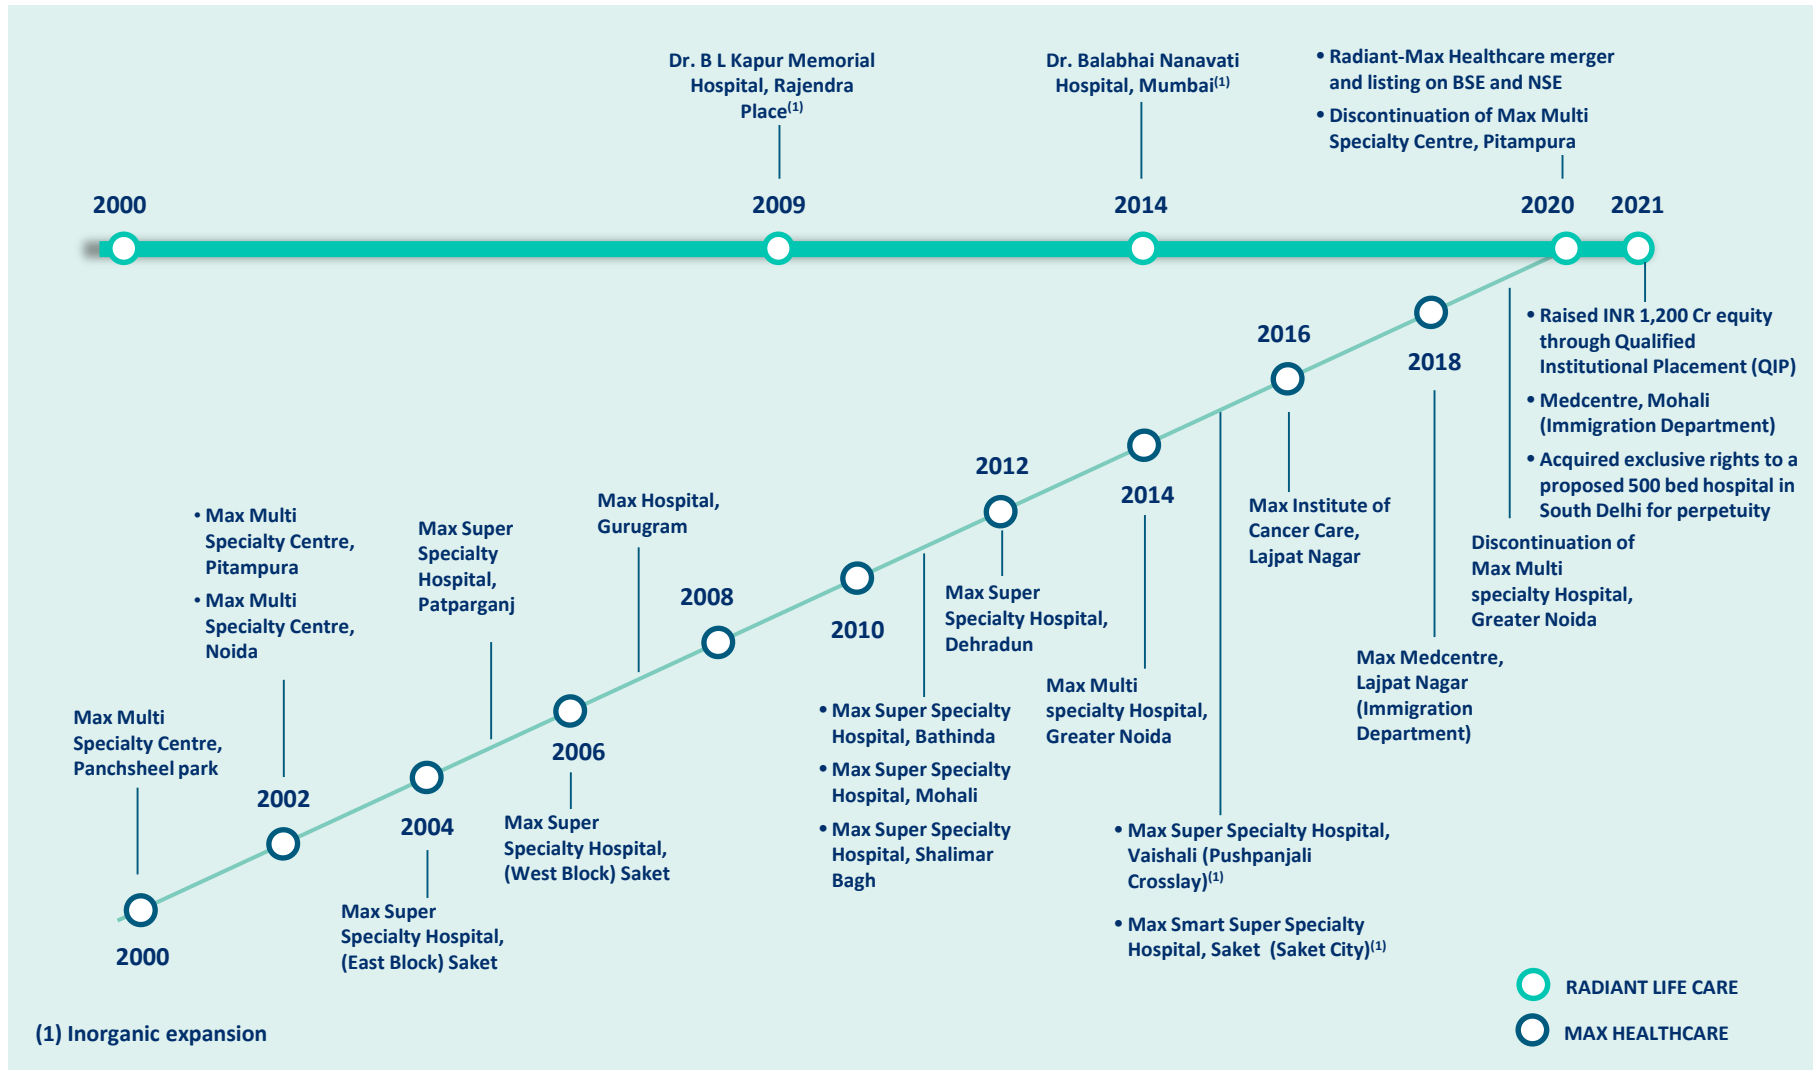 Dr. B L Kapur Memorial
Hospital, Rajendra
Place(1)
Dr. Balabhai Nanavati
Hospital, Mumbai(1)
• Radiant-Max Healthcare merger
and listing on BSE and NSE
• Discontinuation of Max Multi
Specialty Centre, Pitampura
2000
2009
2014
2020
2021
• Raised INR 1,200 Cr equity
through Qualified
Institutional Placement (QIP)
• Medcentre, Mohali
(Immigration Department)
• Acquired exclusive rights to a
proposed 500 bed hospital in
South Delhi for perpetuity
Max Multi
Specialty Centre,
Panchsheel park
2000
• Max Multi
Specialty Centre,
Pitampura
• Max Multi
Specialty Centre,
Noida
2002
2004
Max Super
Specialty Hospital,
(East Block) Saket
Max Super
Specialty
Hospital,
Patparganj
2006
Max Super
Specialty Hospital,
(West Block) Saket
Max Hospital,
Gurugram
2008
2010
• Max Super Specialty
Hospital, Bathinda
• Max Super Specialty
Hospital, Mohali
• Max Super Specialty
Hospital, Shalimar
Bagh
2012
Max Super
Specialty Hospital,
Dehradun
2014
Max Multi
specialty Hospital,
Greater Noida
• Max Super Specialty Hospital,
Vaishali (Pushpanjali
Crosslay)(1)
• Max Smart Super Specialty
Hospital, Saket (Saket City)(1)
2016
Max Institute of
Cancer Care,
Lajpat Nagar
2018
Max Medcentre,
Lajpat Nagar
(Immigration
Department)
Discontinuation of
Max Multi
specialty Hospital,
Greater Noida
RADIANT LIFE CARE
MAX HEALTHCARE
(1) Inorganic expansion